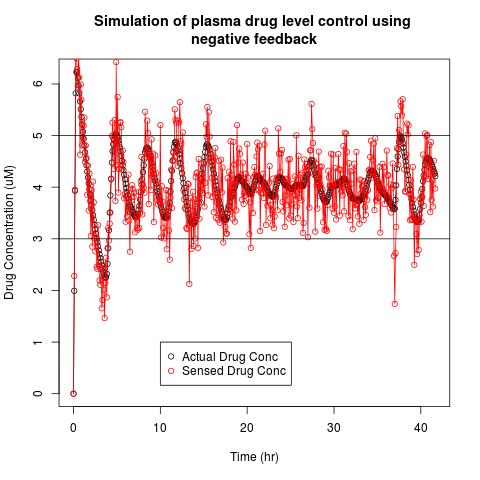 Simulation of plasma drug level control using
negative feedback
Drug Concentration (uM)
6
5
4
3
2
1
0
Actual Drug Conc
Sensed Drug Conc
0 10 20 30 40
Time (hr)